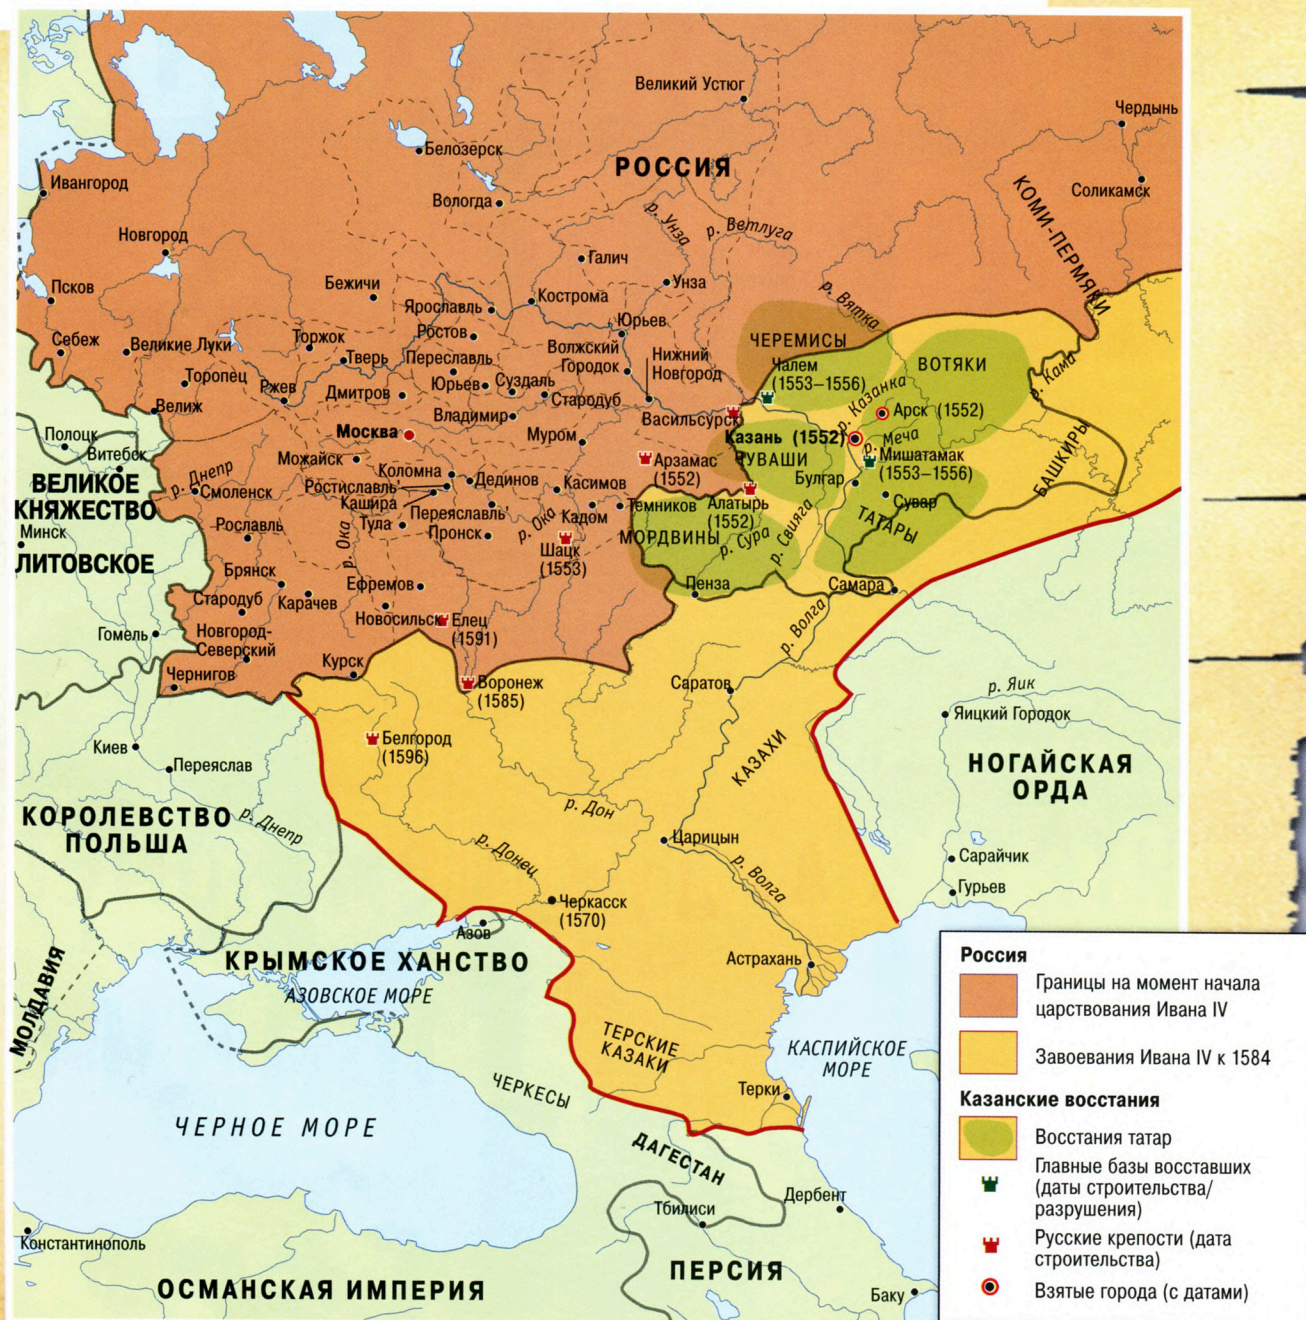 Великий Устюг
Чердынь
Белозерск
РОССИЯ
Ивангород
Соликамск
КОМИ-ПЕРМЯКИ
Вологда
р. Унза
р. Ветлуга
Новгород
Галич
Псков
Бежичи
Унза
Кострома
р. Вятка
Ярославль
Юрьев
Себеж
Великие Луки
Торжок
Ростов
ЧЕРЕМИСЫ
Тверь
Переславль
Волжский
Городок
Нижний
Новгород
Чалем
(1553–1556)
ВОТЯКИ
Торопец
Ржев
Дмитров
Юрьев
Суздаль
Стародуб
р. Кама
р. Казанка
Велиж
Владимир
Васильсурск
Арск (1552)
Полоцк
Москва
Муром
Казань (1552)
р. Меча
Витебск
Можайск
Коломна
Арзамас
(1552)
ЧУВАШИ
Мишатамак
(1553–1556)
БАШКИРЫ
ВЕЛИКОЕ
КНЯЖЕСТВО
ЛИТОВСКОЕ
р. Днепр
Смоленск
Ростиславль
Дединов
Касимов
Булгар
Кашира
Переяславль
Темников
Алатырь
(1552)
Сувар
Минск
Рославль
Тула
Пронск
р. Ока
Кадом
р. Ока
МОРДВИНЫ
р. Сура
р. Свияга
ТАТАРЫ
Шацк
(1553)
Брянск
Ефремов
Пенза
Самара
Стародуб
Карачев
Новосильск
Елец
(1591)
р. Волга
Гомель
Новгород-
Северский
Чернигов
Курск
Воронеж
(1585)
Саратов
р. Яик
Яицкий Городок
Киев
Переяслав
Белгород
(1596)
КАЗАХИ
НОГАЙСКАЯ
ОРДА
КОРОЛЕВСТВО
ПОЛЬША
р. Днепр
р. Дон
р. Донец
Царицын
р. Волга
Сарайчик
Гурьев
Черкасск
(1570)
Азов
КРЫМСКОЕ ХАНСТВО
Астрахань
МОЛДАВИЯ
АЗОВСКОЕ МОРЕ
ТЕРСКИЕ
КАЗАКИ
КАСПИЙСКОЕ
МОРЕ
ЧЕРКЕСЫ
Терки
ЧЕРНОЕ МОРЕ
ДАГЕСТАН
Дербент
Тбилиси
Константинополь
ОСМАНСКАЯ ИМПЕРИЯ
ПЕРСИЯ
Баку
Россия
Границы на момент начала
царствования Ивана IV
Завоевания Ивана IV к 1584
Казанские восстания
Восстания татар
Главные базы восставших
(даты строительства/
разрушения)
Русские крепости (дата
строительства)
Взятые города (с датами)